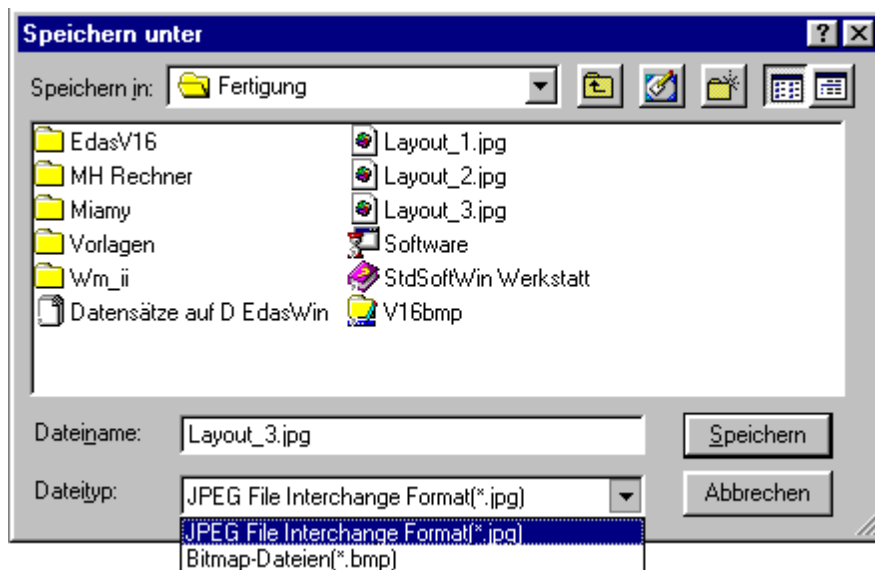 Speichern unter
Speichern in: Fertigung
EdasV16
MH Rechner
Miamy
Vorlagen
Wm_ii
Datensätze auf D EdasWin
Layout_1.jpg
Layout_2.jpg
Layout_3.jpg
Software
StdSoftWin Werkstatt
V16bmp
Dateiname: Layout_3.jpg
Speichern
Dateityp: JPEG File Interchange Format(*.jpg)
Abbrechen
JPEG File Interchange Format(*.jpg)
Bitmap-Dateien(*.bmp)